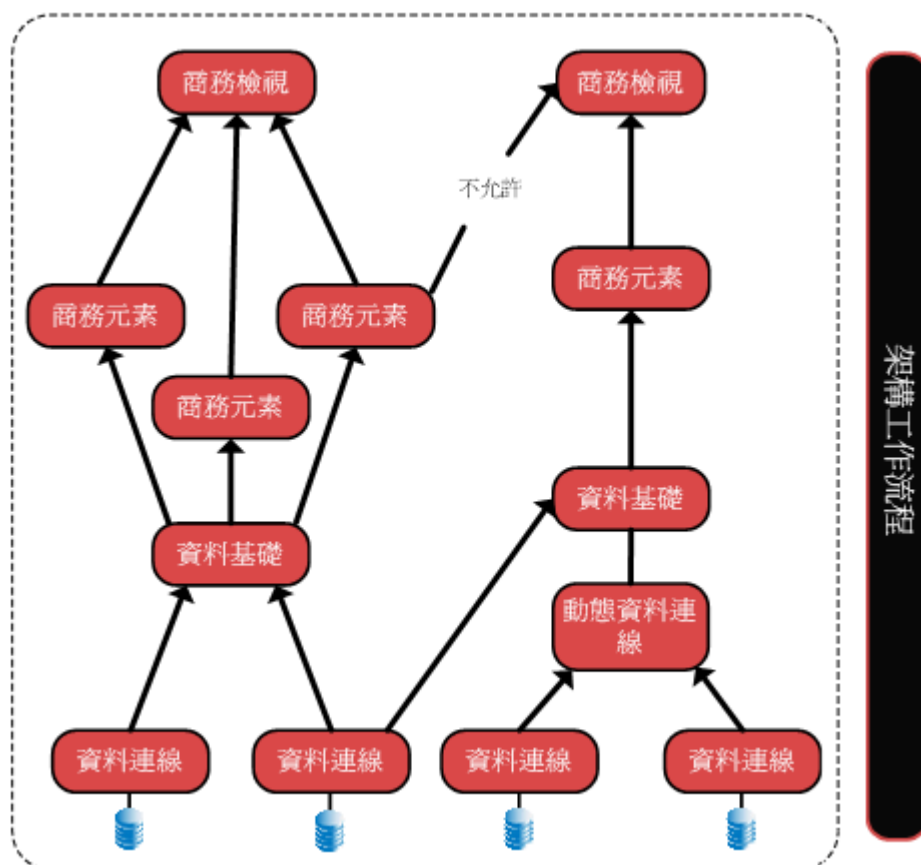 商務檢視
商務檢視
不允許
商務元素
商務元素
商務元素
商務元素
資料基礎
資料基礎
動態資料連
線
資料連線
資料連線
資料連線
資料連線
架構工作流程